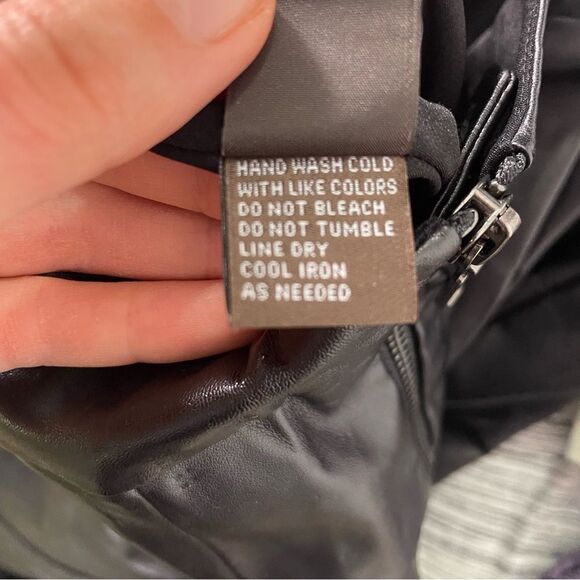 HAND WASH COLD
WITH LIKE COLORS
DO NOT BLEACH
DO NOT TUMBLE
LINE DRY
COOL IRON
AS NEEDED